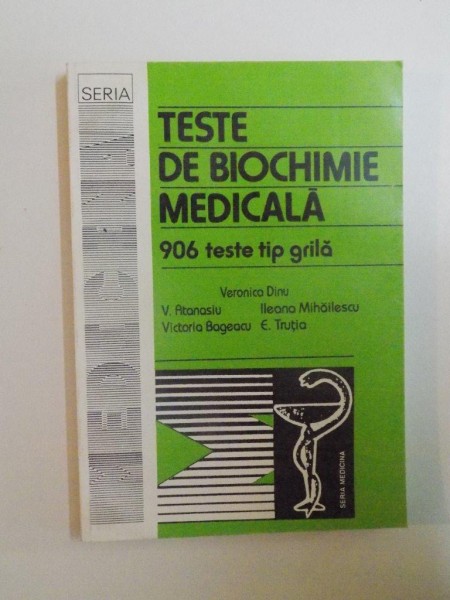 SERIA
MEDICINA
TESTE
DE BIOCHIMIE
MEDICALĂ
906 teste tip grilă
Veronica Dinu
V. Atanasiu Ileana Mihăilescu
Victoria Bageacu E. Truția
SERIA MEDICINA